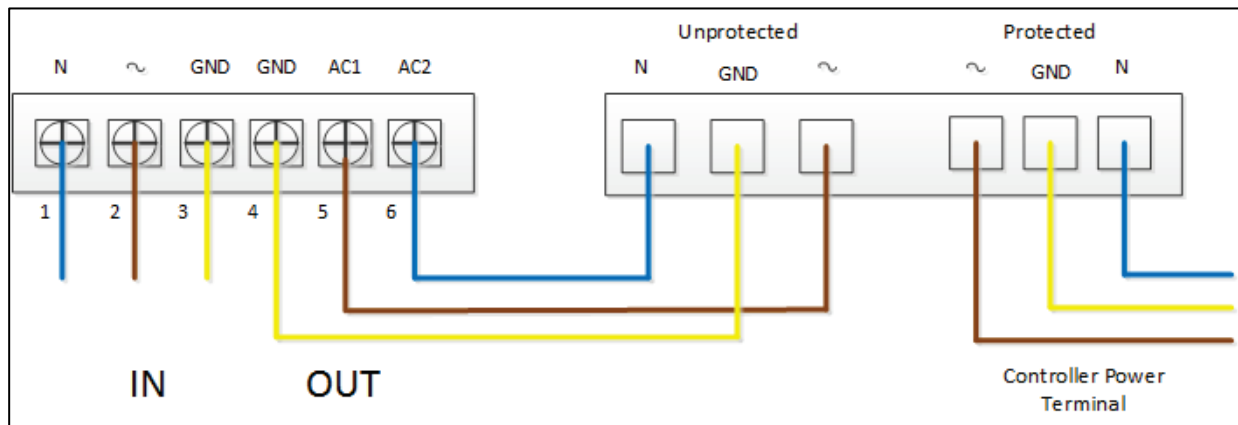 Unprotected Protected
N ~ GND GND AC1 AC2 N GND ~ ~ GND N
1 2 3 4 5 6
IN OUT
Controller Power
Terminal